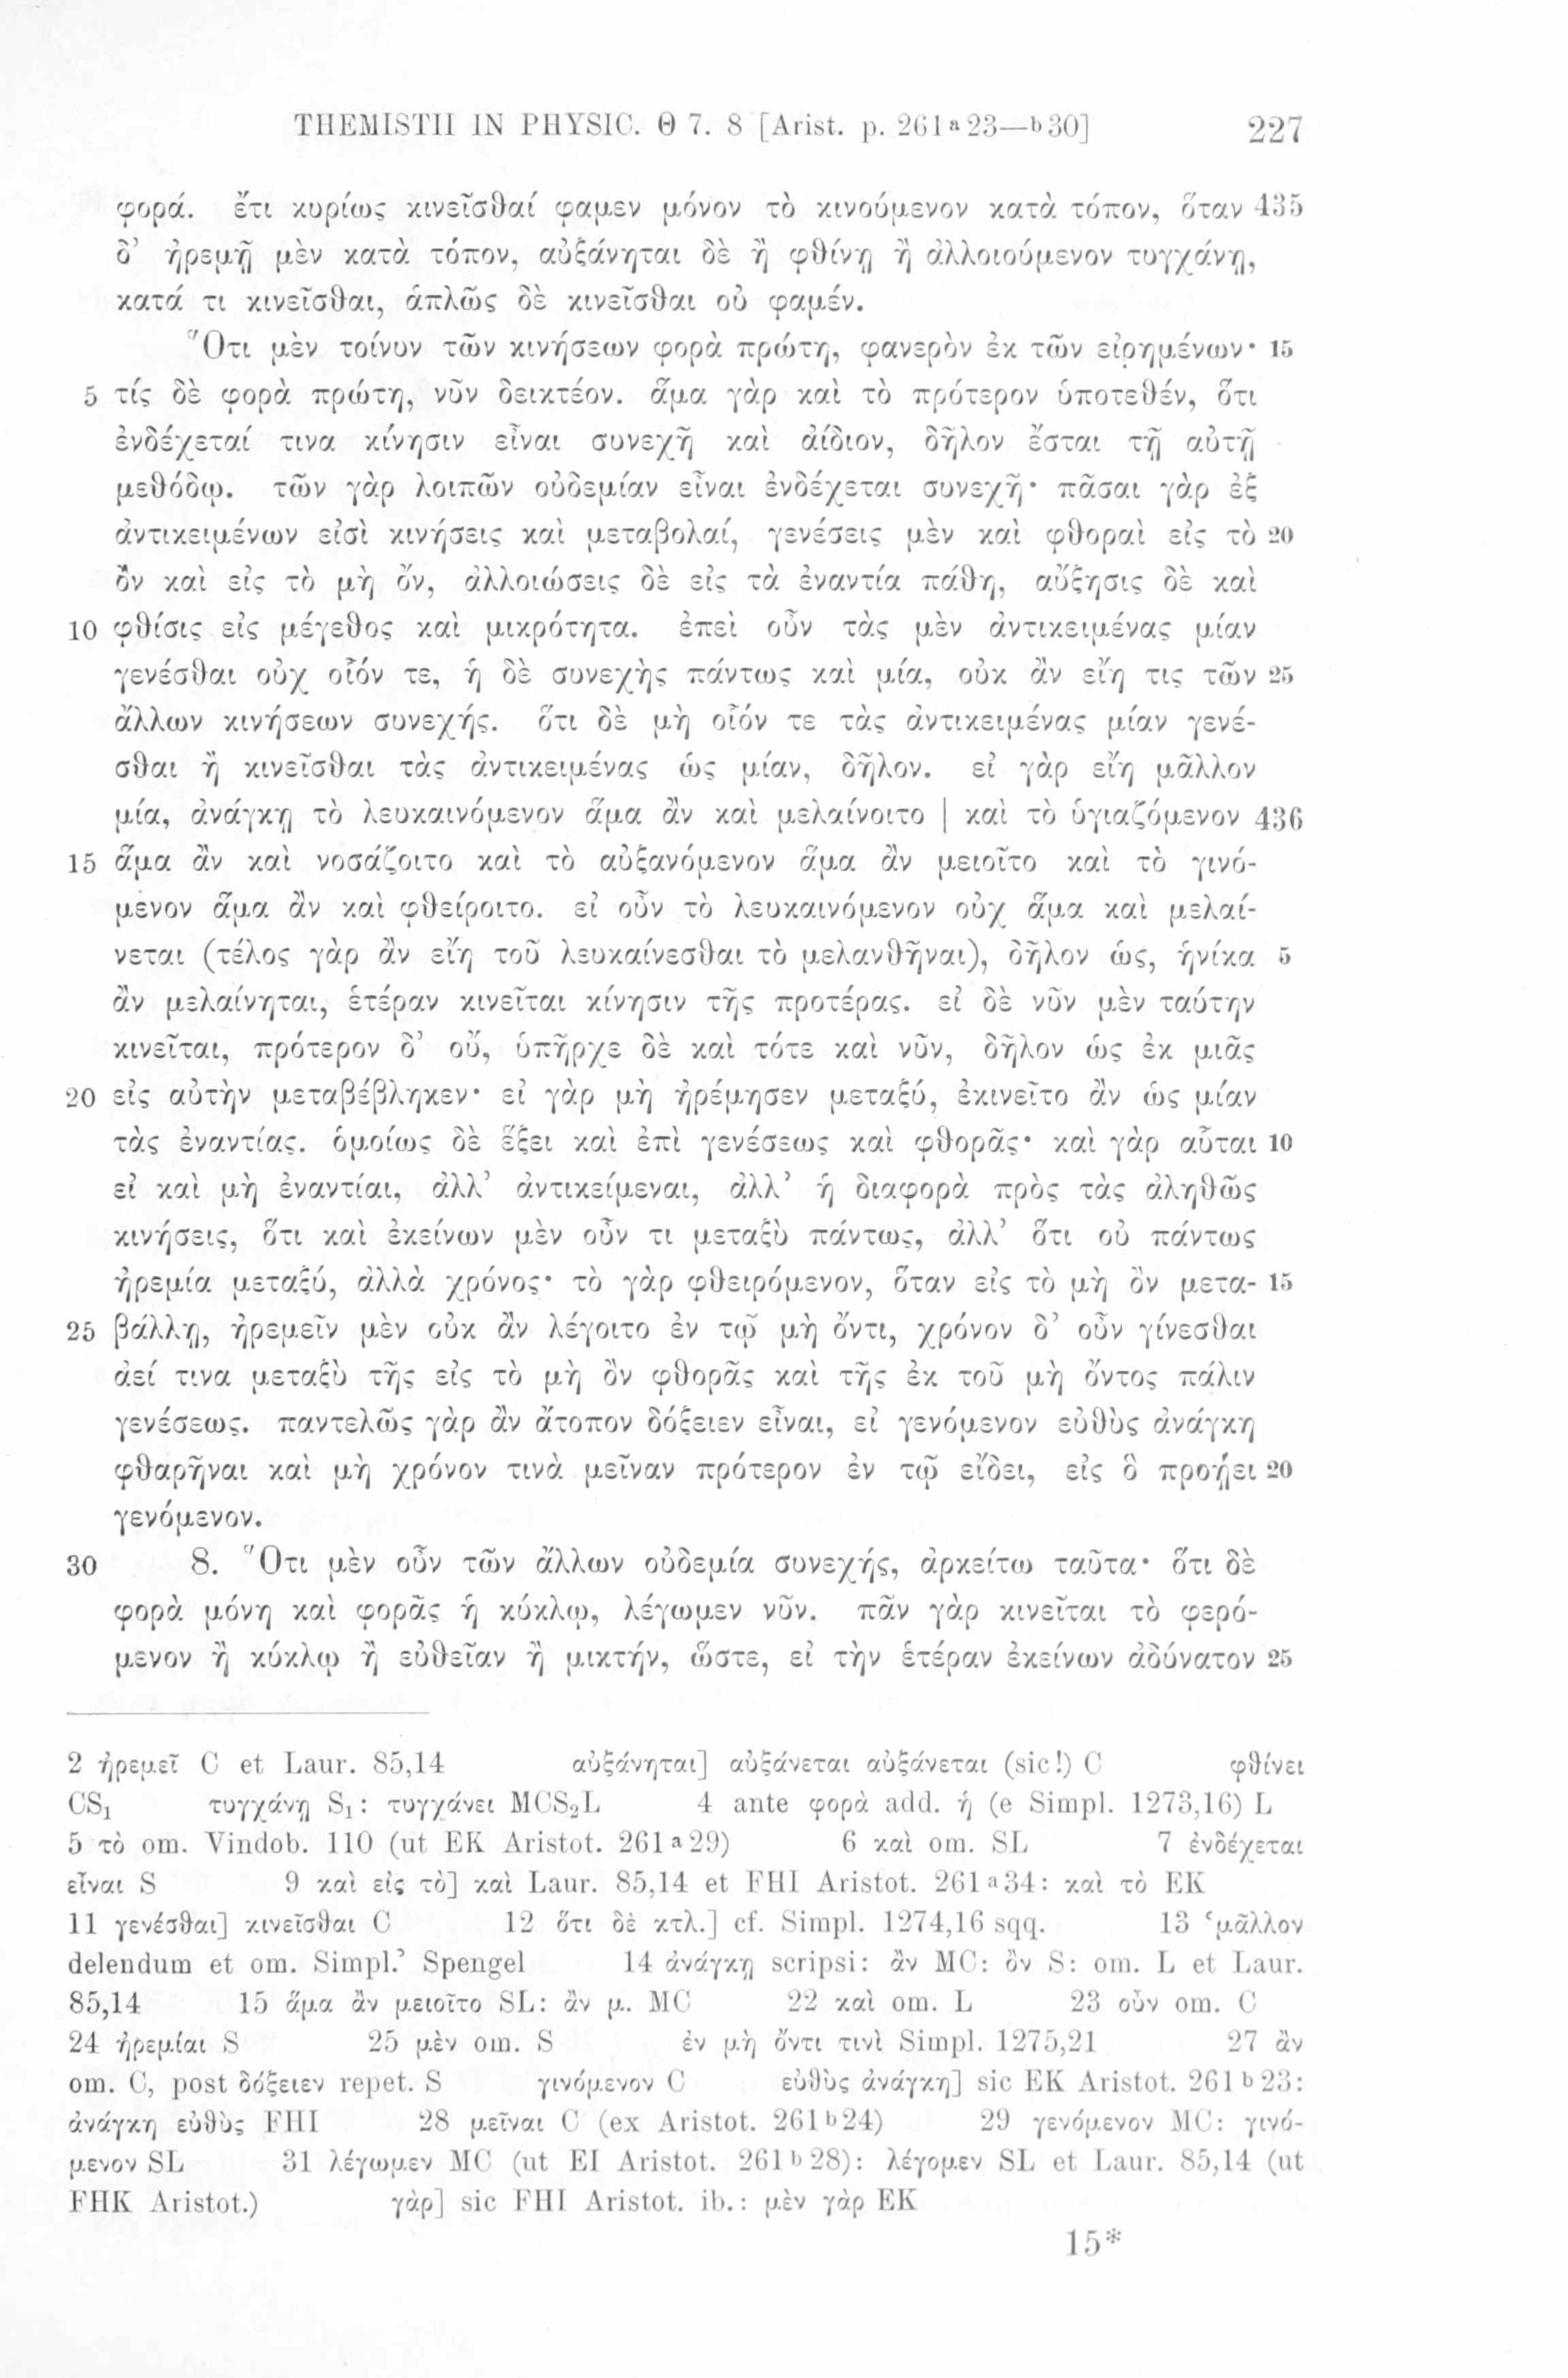 THEMISTII IN PHYSIC. Θ 7. 8 [Arist. p. 261a23—b30] 227
φορά. ἔτι κυρίως κινεῖσθαί φαμεν μόνον τὸ κινούμενον κατὰ τόπον, ὅταν 435
δ’ ἠρεμῇ μὲν κατὰ τόπον, αὐξάνηται δὲ ἢ φθίνῃ ἢ ἀλλοιούμενον τυγχάνῃ,
κατά τι κινεῖσθαι, ἁπλῶς δὲ κινεῖσθαι οὐ φαμέν.
Ὅτι μὲν τοίνυν τῶν κινήσεων φορὰ πρώτη, φανερὸν ἐκ τῶν εἰρημένων· 15
5 τίς δὲ φορὰ πρώτη, νῦν δεικτέον. ἅμα γὰρ καὶ τὸ πρότερον ὑποτεθέν, ὅτι
ἐνδέχεταί τινα κίνησιν εἶναι συνεχῆ καὶ ἀίδιον, δῆλον ἔσται τῇ αὐτῇ
μεθόδῳ. τῶν γὰρ λοιπῶν οὐδεμίαν εἶναι ἐνδέχεται συνεχῆ· πᾶσαι γὰρ ἐξ
ἀντικειμένων εἰσὶ κινήσεις καὶ μεταβολαί, γενέσεις μὲν καὶ φθοραὶ εἰς τὸ 20
ὂν καὶ εἰς τὸ μὴ ὄν, ἀλλοιώσεις δὲ εἰς τὰ ἐναντία πάθη, αὔξησις δὲ καὶ
10 φθίσις εἰς μέγεθος καὶ μικρότητα. ἐπεὶ οὖν τὰς μὲν ἀντικειμένας μίαν
γενέσθαι οὐχ οἷόν τε, ἡ δὲ συνεχὴς πάντως καὶ μία, οὐκ ἂν εἴη τις τῶν 25
ἄλλων κινήσεων συνεχής. ὅτι δὲ μὴ οἷόν τε τὰς ἀντικειμένας μίαν γενέ-
σθαι ἢ κινεῖσθαι τὰς ἀντικειμένας ὡς μίαν, δῆλον. εἰ γὰρ εἴη μᾶλλον
μία, ἀνάγκῃ τὸ λευκαινόμενον ἅμα ἂν καὶ μελαίνοιτο | καὶ τὸ ὑγιαζόμενον 436
15 ἅμα ἂν καὶ νοσάζοιτο καὶ τὸ αὐξανόμενον ἅμα ἂν μειοῖτο καὶ τὸ γινό-
μενον ἅμα ἂν καὶ φθείροιτο. εἰ οὖν τὸ λευκαινόμενον οὐχ ἅμα καὶ μελαί-
νεται (τέλος γὰρ ἂν εἴη τοῦ λευκαίνεσθαι τὸ μελανθῆναι), δῆλον ὡς, ἡνίκα 5
ἂν μελαίνηται, ἑτέραν κινεῖται κίνησιν τῆς προτέρας. εἰ δὲ νῦν μὲν ταύτην
κινεῖται, πρότερον δ’ οὔ, ὑπῆρχε δὲ καὶ τότε καὶ νῦν, δῆλον ὡς ἐκ μιᾶς
20 εἰς αὐτὴν μεταβέβληκεν· εἰ γὰρ μὴ ἠρέμησεν μεταξύ, ἐκινεῖτο ἂν ὡς μίαν
τὰς ἐναντίας. ὁμοίως δὲ ἕξει καὶ ἐπὶ γενέσεως καὶ φθορᾶς· καὶ γὰρ αὗται 10
εἰ καὶ μὴ ἐναντίαι, ἀλλ’ ἀντικείμεναι, ἀλλ’ ἡ διαφορὰ πρὸς τὰς ἀληθῶς
κινήσεις, ὅτι καὶ ἐκείνων μὲν οὖν τι μεταξὺ πάντως, ἀλλ’ ὅτι οὐ πάντως
ἠρεμία μεταξύ, ἀλλὰ χρόνος· τὸ γὰρ φθειρόμενον, ὅταν εἰς τὸ μὴ ὂν μετα- 15
25 βάλλῃ, ἠρεμεῖν μὲν οὐκ ἂν λέγοιτο ἐν τῷ μὴ ὄντι, χρόνον δ’ οὖν γίνεσθαι
ἀεί τινα μεταξὺ τῆς εἰς τὸ μὴ ὂν φθορᾶς καὶ τῆς ἐκ τοῦ μὴ ὄντος πάλιν
γενέσεως. παντελῶς γὰρ ἂν ἄτοπον δόξειεν εἶναι, εἰ γενόμενον εὐθὺς ἀνάγκη
φθαρῆναι καὶ μὴ χρόνον τινὰ μεῖναν πρότερον ἐν τῷ εἴδει, εἰς ὃ προῄει 20
γενόμενον.
30 8. Ὅτι μὲν οὖν τῶν ἄλλων οὐδεμία συνεχής, ἀρκείτω ταῦτα· ὅτι δὲ
φορὰ μόνη καὶ φορᾶς ἡ κύκλῳ, λέγωμεν νῦν. πᾶν γὰρ κινεῖται τὸ φερό-
μενον ἢ κύκλῳ ἢ εὐθεῖαν ἢ μικτήν, ὥστε, εἰ τὴν ἑτέραν ἐκείνων ἀδύνατον 25
2 ἠρεμεῖ C et Laur. 85,14 αὐξάνηται] αὐξάνεται αὐξάνεται (sic!) C φθίνει
CS₁ τυγχάνῃ S₁: τυγχάνει MCS₂L 4 ante φορὰ add. ἡ (e Simpl. 1273,16) L
5 τὸ om. Vindob. 110 (ut EK Aristot. 261a29) 6 καὶ om. SL 7 ἐνδέχεται
εἶναι S 9 καὶ εἰς τὸ] καὶ Laur. 85,14 et FHI Aristot. 261a34: καὶ τὸ EK
11 γενέσθαι] κινεῖσθαι C 12 ὅτι δὲ κτλ.] cf. Simpl. 1274,16 sqq. 13 ‘μᾶλλον
delendum et om. Simpl.’ Spengel 14 ἀνάγκῃ scripsi: ἂν MC: ὂν S: om. L et Laur.
85,14 15 ἅμα ἂν μειοῖτο SL: ἂν μ. MC 22 καὶ om. L 23 οὖν om. C
24 ἠρεμίαι S 25 μὲν om. S ἐν μὴ ὄντι τινὶ Simpl. 1275,21 27 ἂν
om. C, post δόξειεν repet. S γινόμενον C εὐθὺς ἀνάγκη] sic EK Aristot. 261b23:
ἀνάγκη εὐθὺς FHI 28 μεῖναι C (ex Aristot. 261b24) 29 γενόμενον MC: γινό-
μενον SL 31 λέγωμεν MC (ut EI Aristot. 261b28): λέγομεν SL et Laur. 85,14 (ut
FHK Aristot.) γὰρ] sic FHI Aristot. ib.: μὲν γὰρ EK
15*